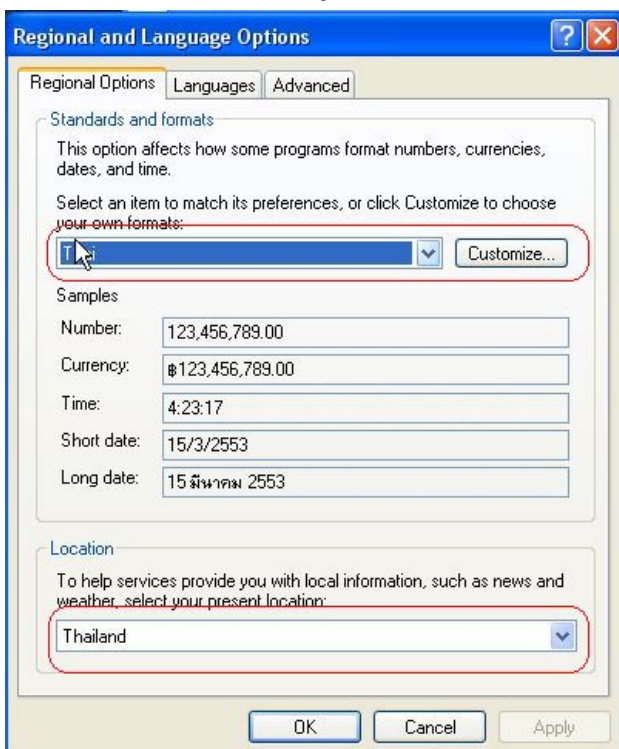 Regional and Language Options
Regional Options Languages Advanced
Standards and formats
This option affects how some programs format numbers, currencies,
dates, and time.
Select an item to match its preferences, or click Customize to choose
your own formats:
Thai Customize...
Samples
Number: 123,456,789.00
Currency: ฿123,456,789.00
Time: 4:23:17
Short date: 15/3/2553
Long date: 15 มีนาคม 2553
Location
To help services provide you with local information, such as news and
weather, select your present location:
Thailand
OK Cancel Apply